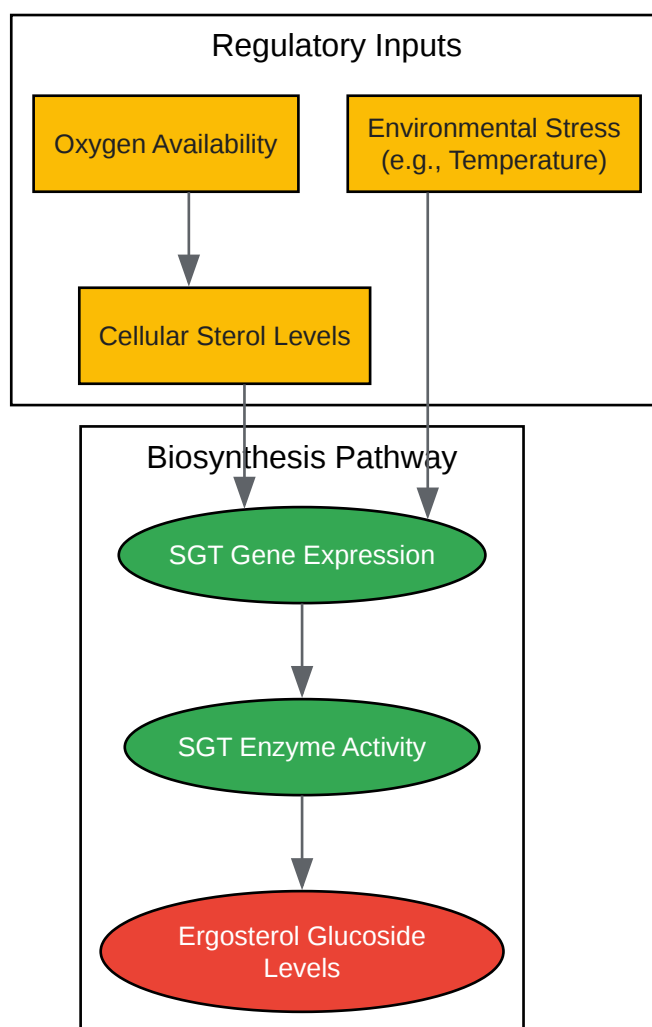 Regulatory Inputs
Oxygen Availability
Environmental Stress
(e.g., Temperature)
Cellular Sterol Levels
Biosynthesis Pathway
SGT Gene Expression
SGT Enzyme Activity
Ergosterol Glucoside
Levels